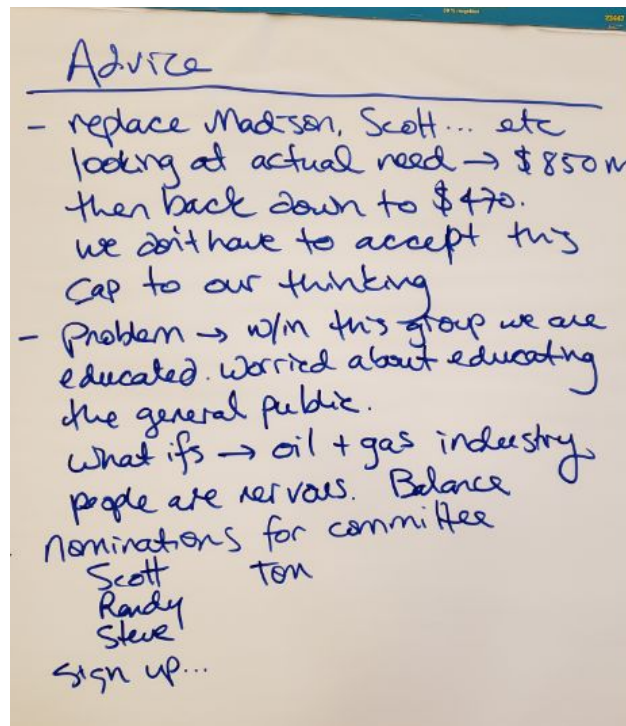 Advice
- replace Madison, Scott... etc
looking at actual need → $850M
then back down to $470.
we don't have to accept this
cap to our thinking
- Problem → w/in this group we are
educated. Worried about educating
the general public.
What ifs → oil + gas industry,
people are nervous. Balance
nominations for committee
Scott Tom
Randy
Steve
sign up...